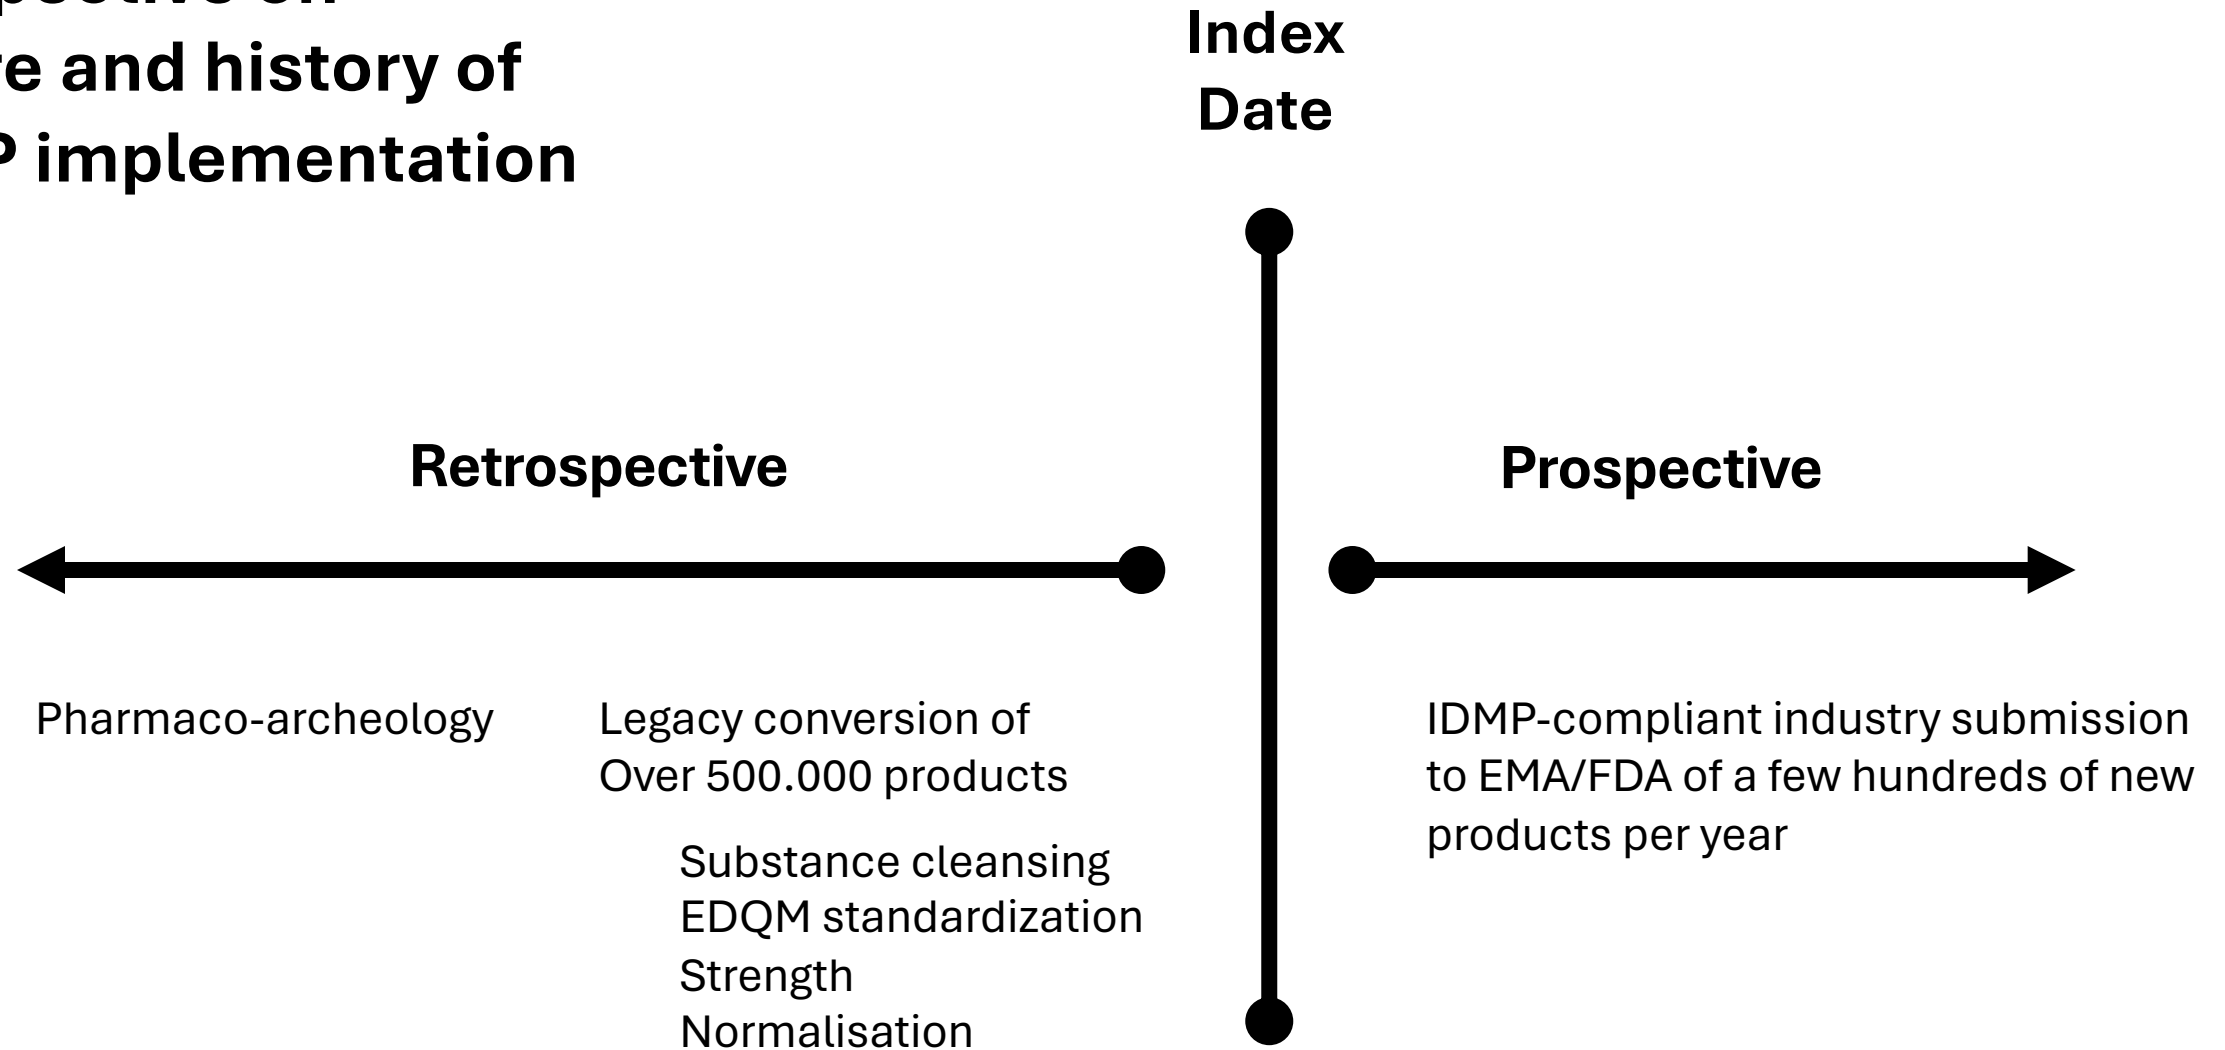 re and history of
P implementation
Index
Date
Retrospective
Prospective
Pharmaco-archeology
Legacy conversion of
Over 500.000 products
Substance cleansing
EDQM standardization
Strength
Normalisation
IDMP-compliant industry submission
to EMA/FDA of a few hundreds of new
products per year